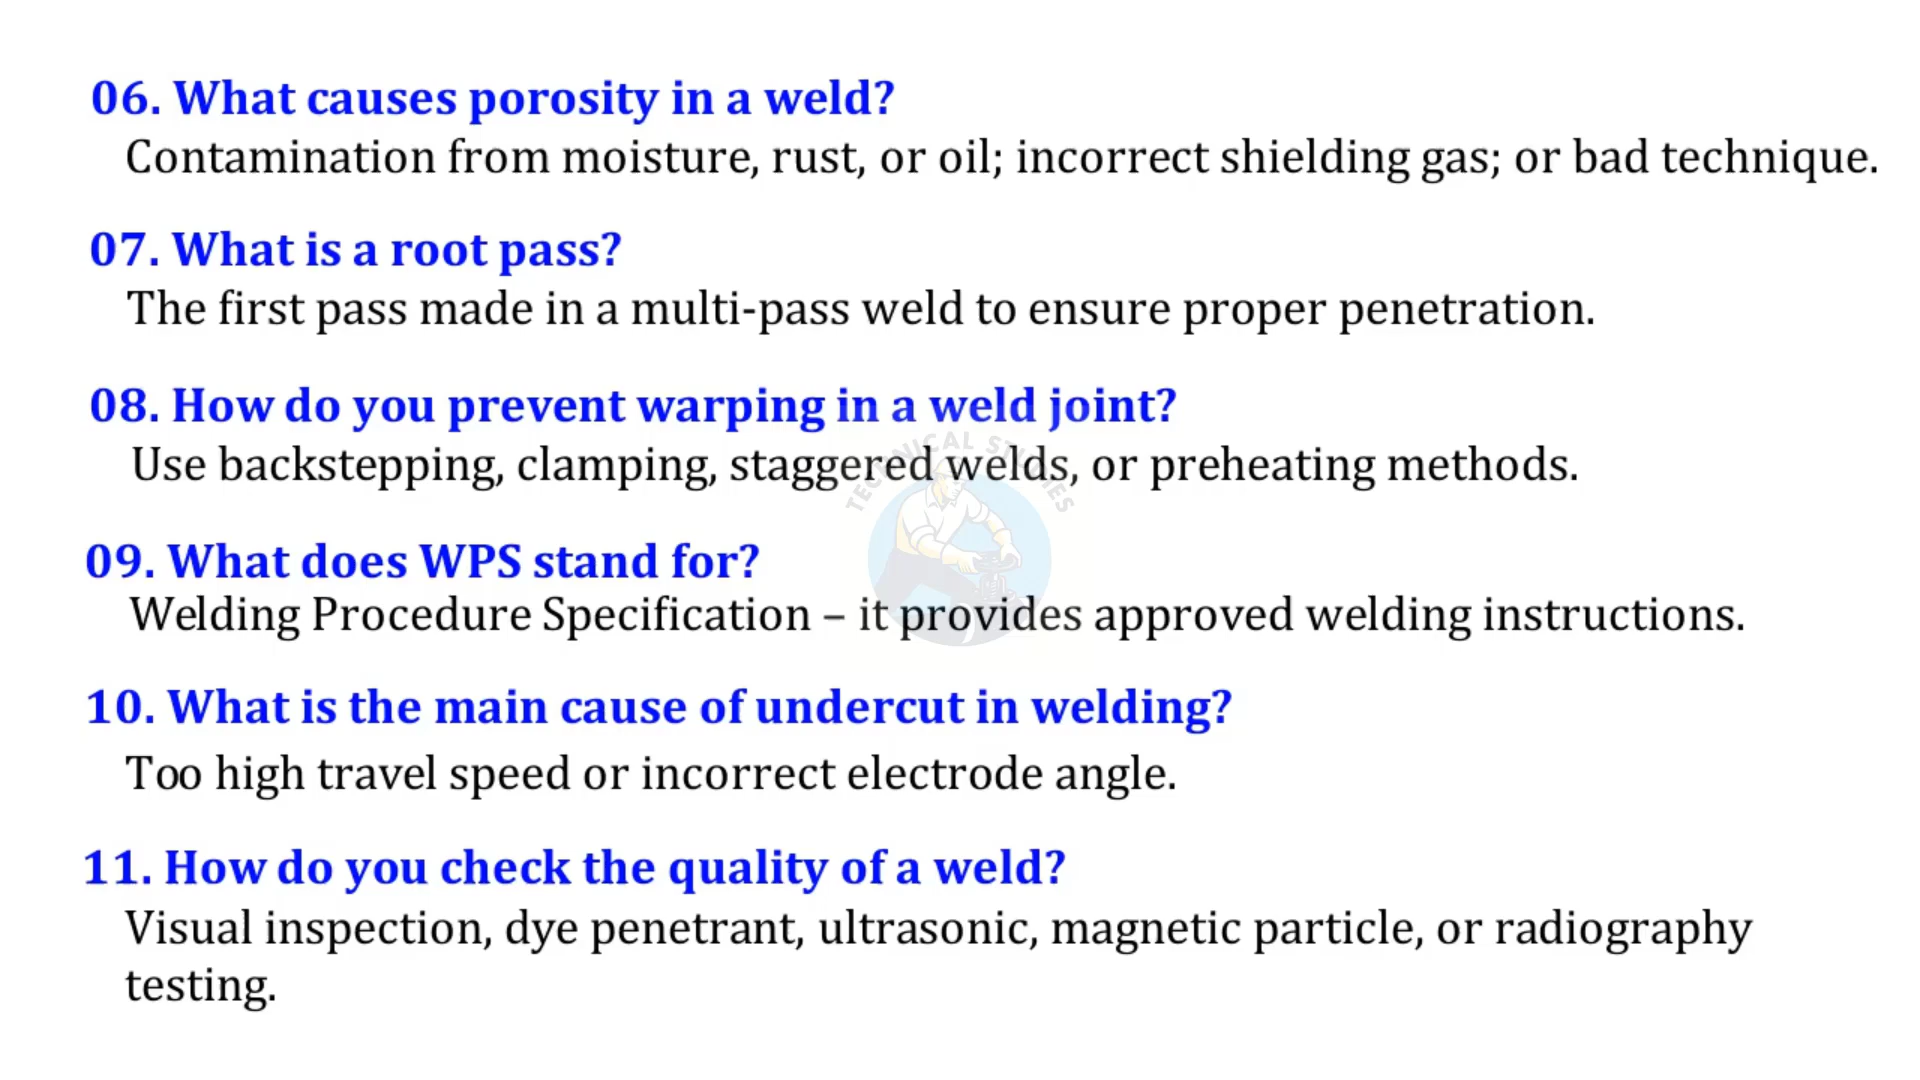 06. What causes porosity in a weld?
Contamination from moisture, rust, or oil; incorrect shielding gas; or bad technique.
07. What is a root pass?
The first pass made in a multi-pass weld to ensure proper penetration.
08. How do you prevent warping in a weld joint?
Use backstepping, clamping, staggered welds, or preheating methods.
TECHNICAL STUDIES
09. What does WPS stand for?
Welding Procedure Specification – it provides approved welding instructions.
10. What is the main cause of undercut in welding?
Too high travel speed or incorrect electrode angle.
11. How do you check the quality of a weld?
Visual inspection, dye penetrant, ultrasonic, magnetic particle, or radiography
testing.